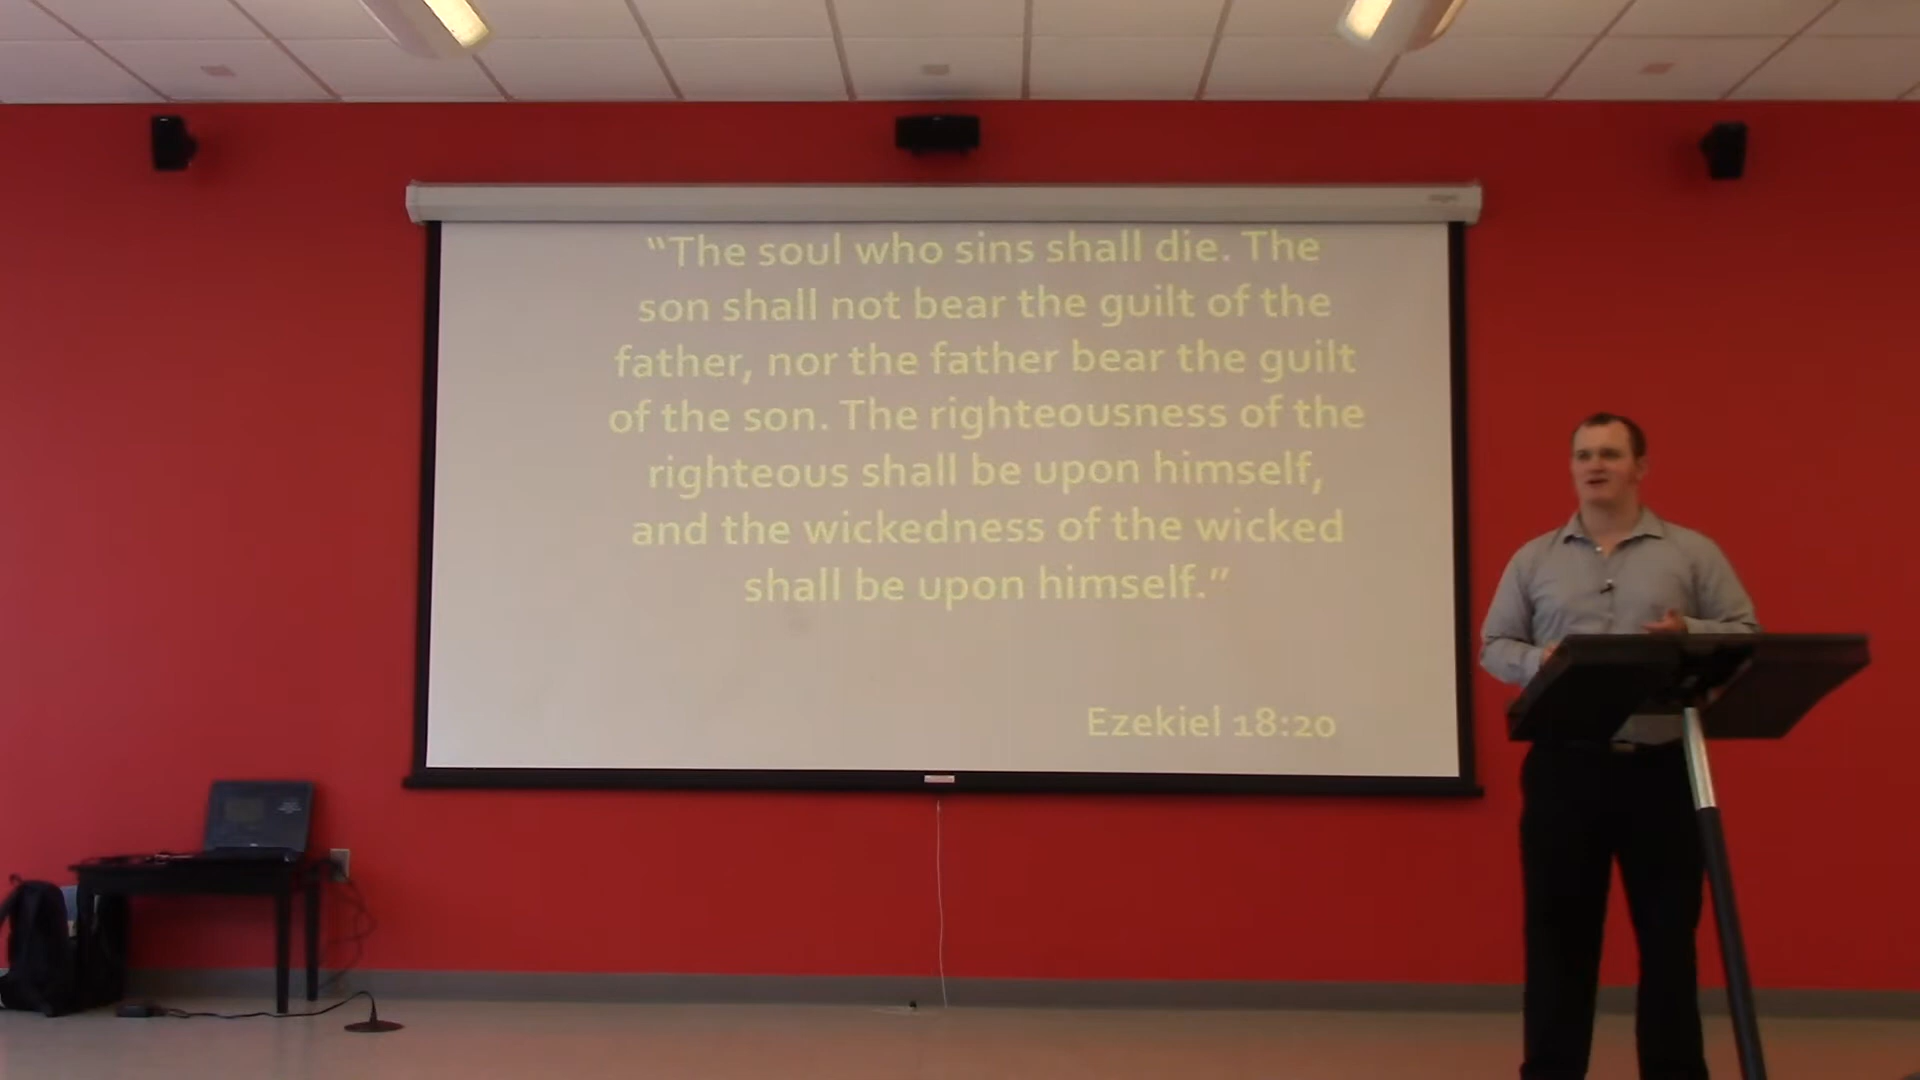 “The soul who sins shall die. The
son shall not bear the guilt of the
father, nor the father bear the guilt
of the son. The righteousness of the
righteous shall be upon himself,
and the wickedness of the wicked
shall be upon himself.”
Ezekiel 18:20